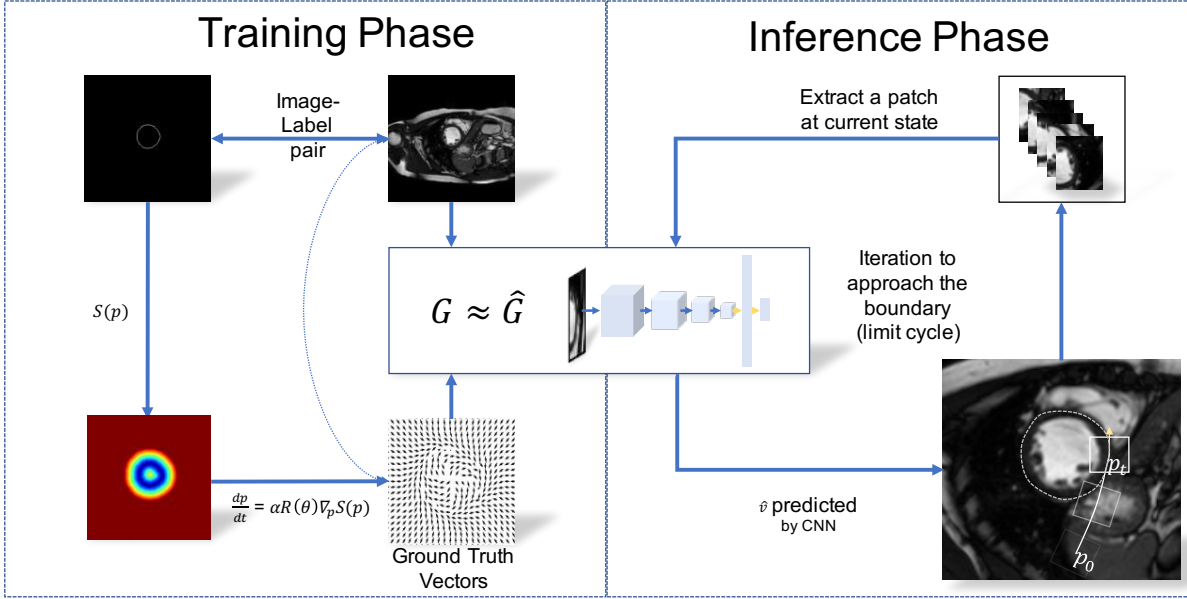 Training Phase
Image-
Label
pair
S(p)
dp/dt = αR(θ)∇ₚS(p)
Ground Truth
Vectors
G ≈ Ĝ
Inference Phase
Extract a patch
at current state
Iteration to
approach the
boundary
(limit cycle)
v̂ predicted
by CNN
pₜ
p₀